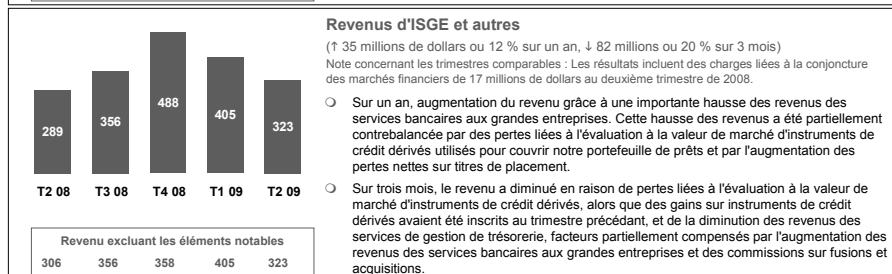 Revenus d'ISGE et autres
(↑ 35 millions de dollars ou 12 % sur un an, ↓ 82 millions ou 20 % sur 3 mois)
Note concernant les trimestres comparables : Les résultats incluent des charges liées à la conjoncture
des marchés financiers de 17 millions de dollars au deuxième trimestre de 2008.
289 356 488 405 323
T2 08 T3 08 T4 08 T1 09 T2 09
Revenu excluant les éléments notables
306 356 358 405 323
❍ Sur un an, augmentation du revenu grâce à une importante hausse des revenus des
services bancaires aux grandes entreprises. Cette hausse des revenus a été partiellement
contrebalancée par des pertes liées à l'évaluation à la valeur de marché d'instruments de
crédit dérivés utilisés pour couvrir notre portefeuille de prêts et par l'augmentation des
pertes nettes sur titres de placement.
❍ Sur trois mois, le revenu a diminué en raison de pertes liées à l'évaluation à la valeur de
marché d'instruments de crédit dérivés, alors que des gains sur instruments de crédit
dérivés avaient été inscrits au trimestre précédant, et de la diminution des revenus des
services de gestion de trésorerie, facteurs partiellement compensés par l'augmentation des
revenus des services bancaires aux grandes entreprises et des commissions sur fusions et
acquisitions.